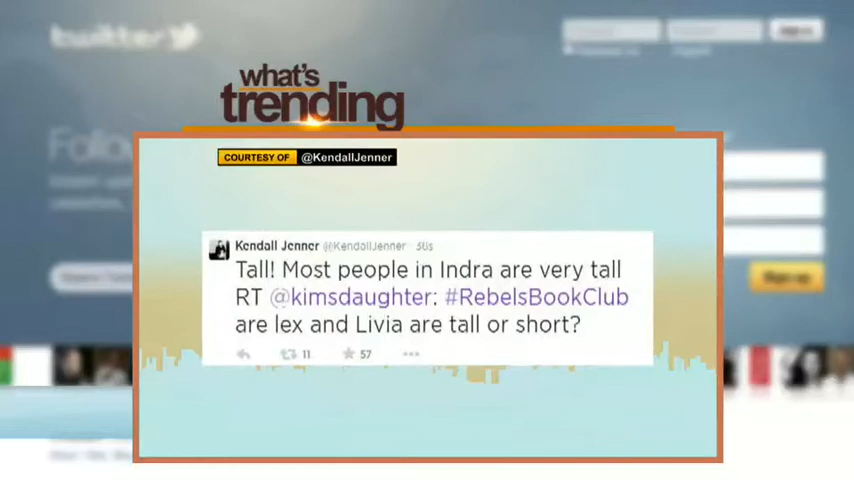 twitter
what's
trending
COURTESY OF @KendallJenner
Kendall Jenner @KendallJenner
Tall! Most people in Indra are very tall
RT @kimsdaughter: #RebelsBookClub
are lex and Livia are tall or short?
11 57